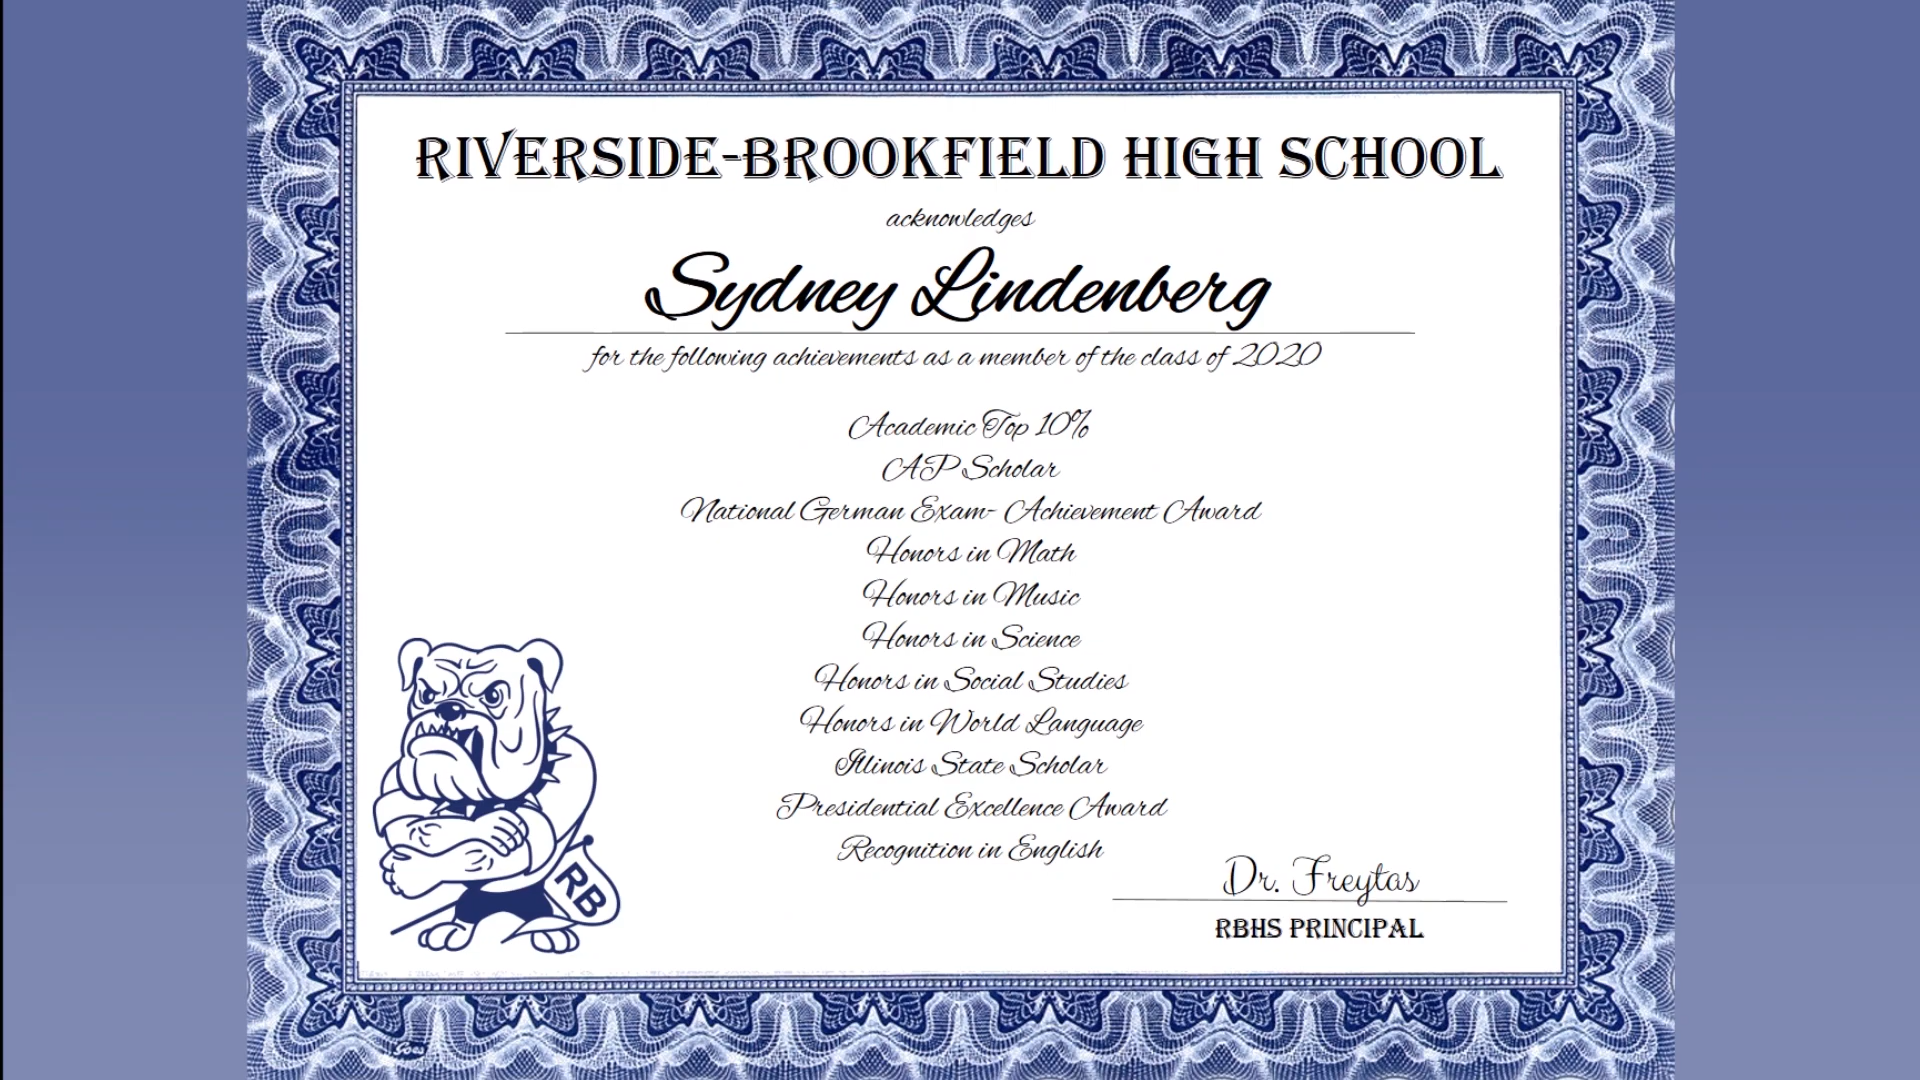 RIVERSIDE-BROOKFIELD HIGH SCHOOL
acknowledges
Sydney Lindenberg
for the following achievements as a member of the class of 2020
Academic Top 10%
AP Scholar
National German Exam- Achievement Award
Honors in Math
Honors in Music
Honors in Science
Honors in Social Studies
Honors in World Language
Illinois State Scholar
Presidential Excellence Award
Recognition in English
Dr. Freytas
RBHS PRINCIPAL
RB
Goes